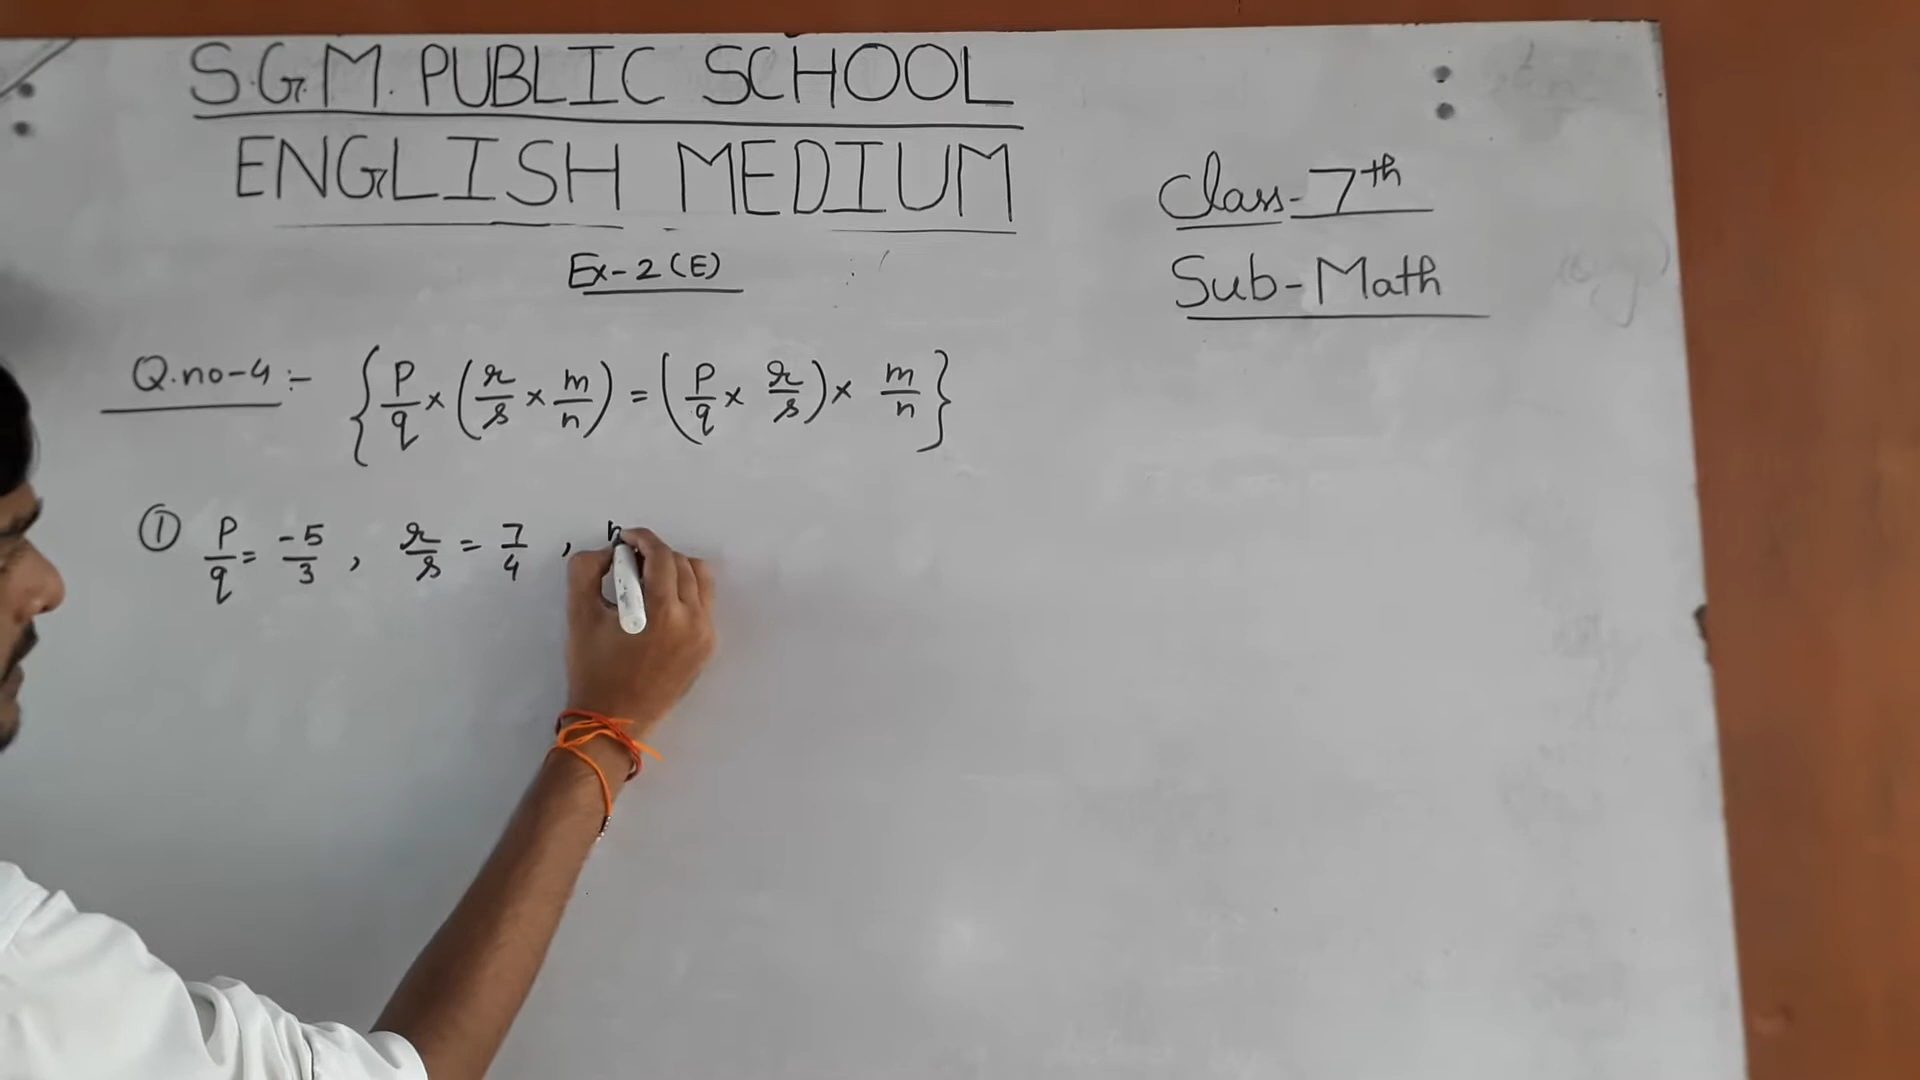 S.G.M. PUBLIC SCHOOL
ENGLISH MEDIUM
Class-7th
Sub-Math
Ex-2(E)
Q.no-4:- {p/q × (r/s × m/n) = (p/q × r/s) × m/n}
① p/q = -5/3, r/s = 7/4,